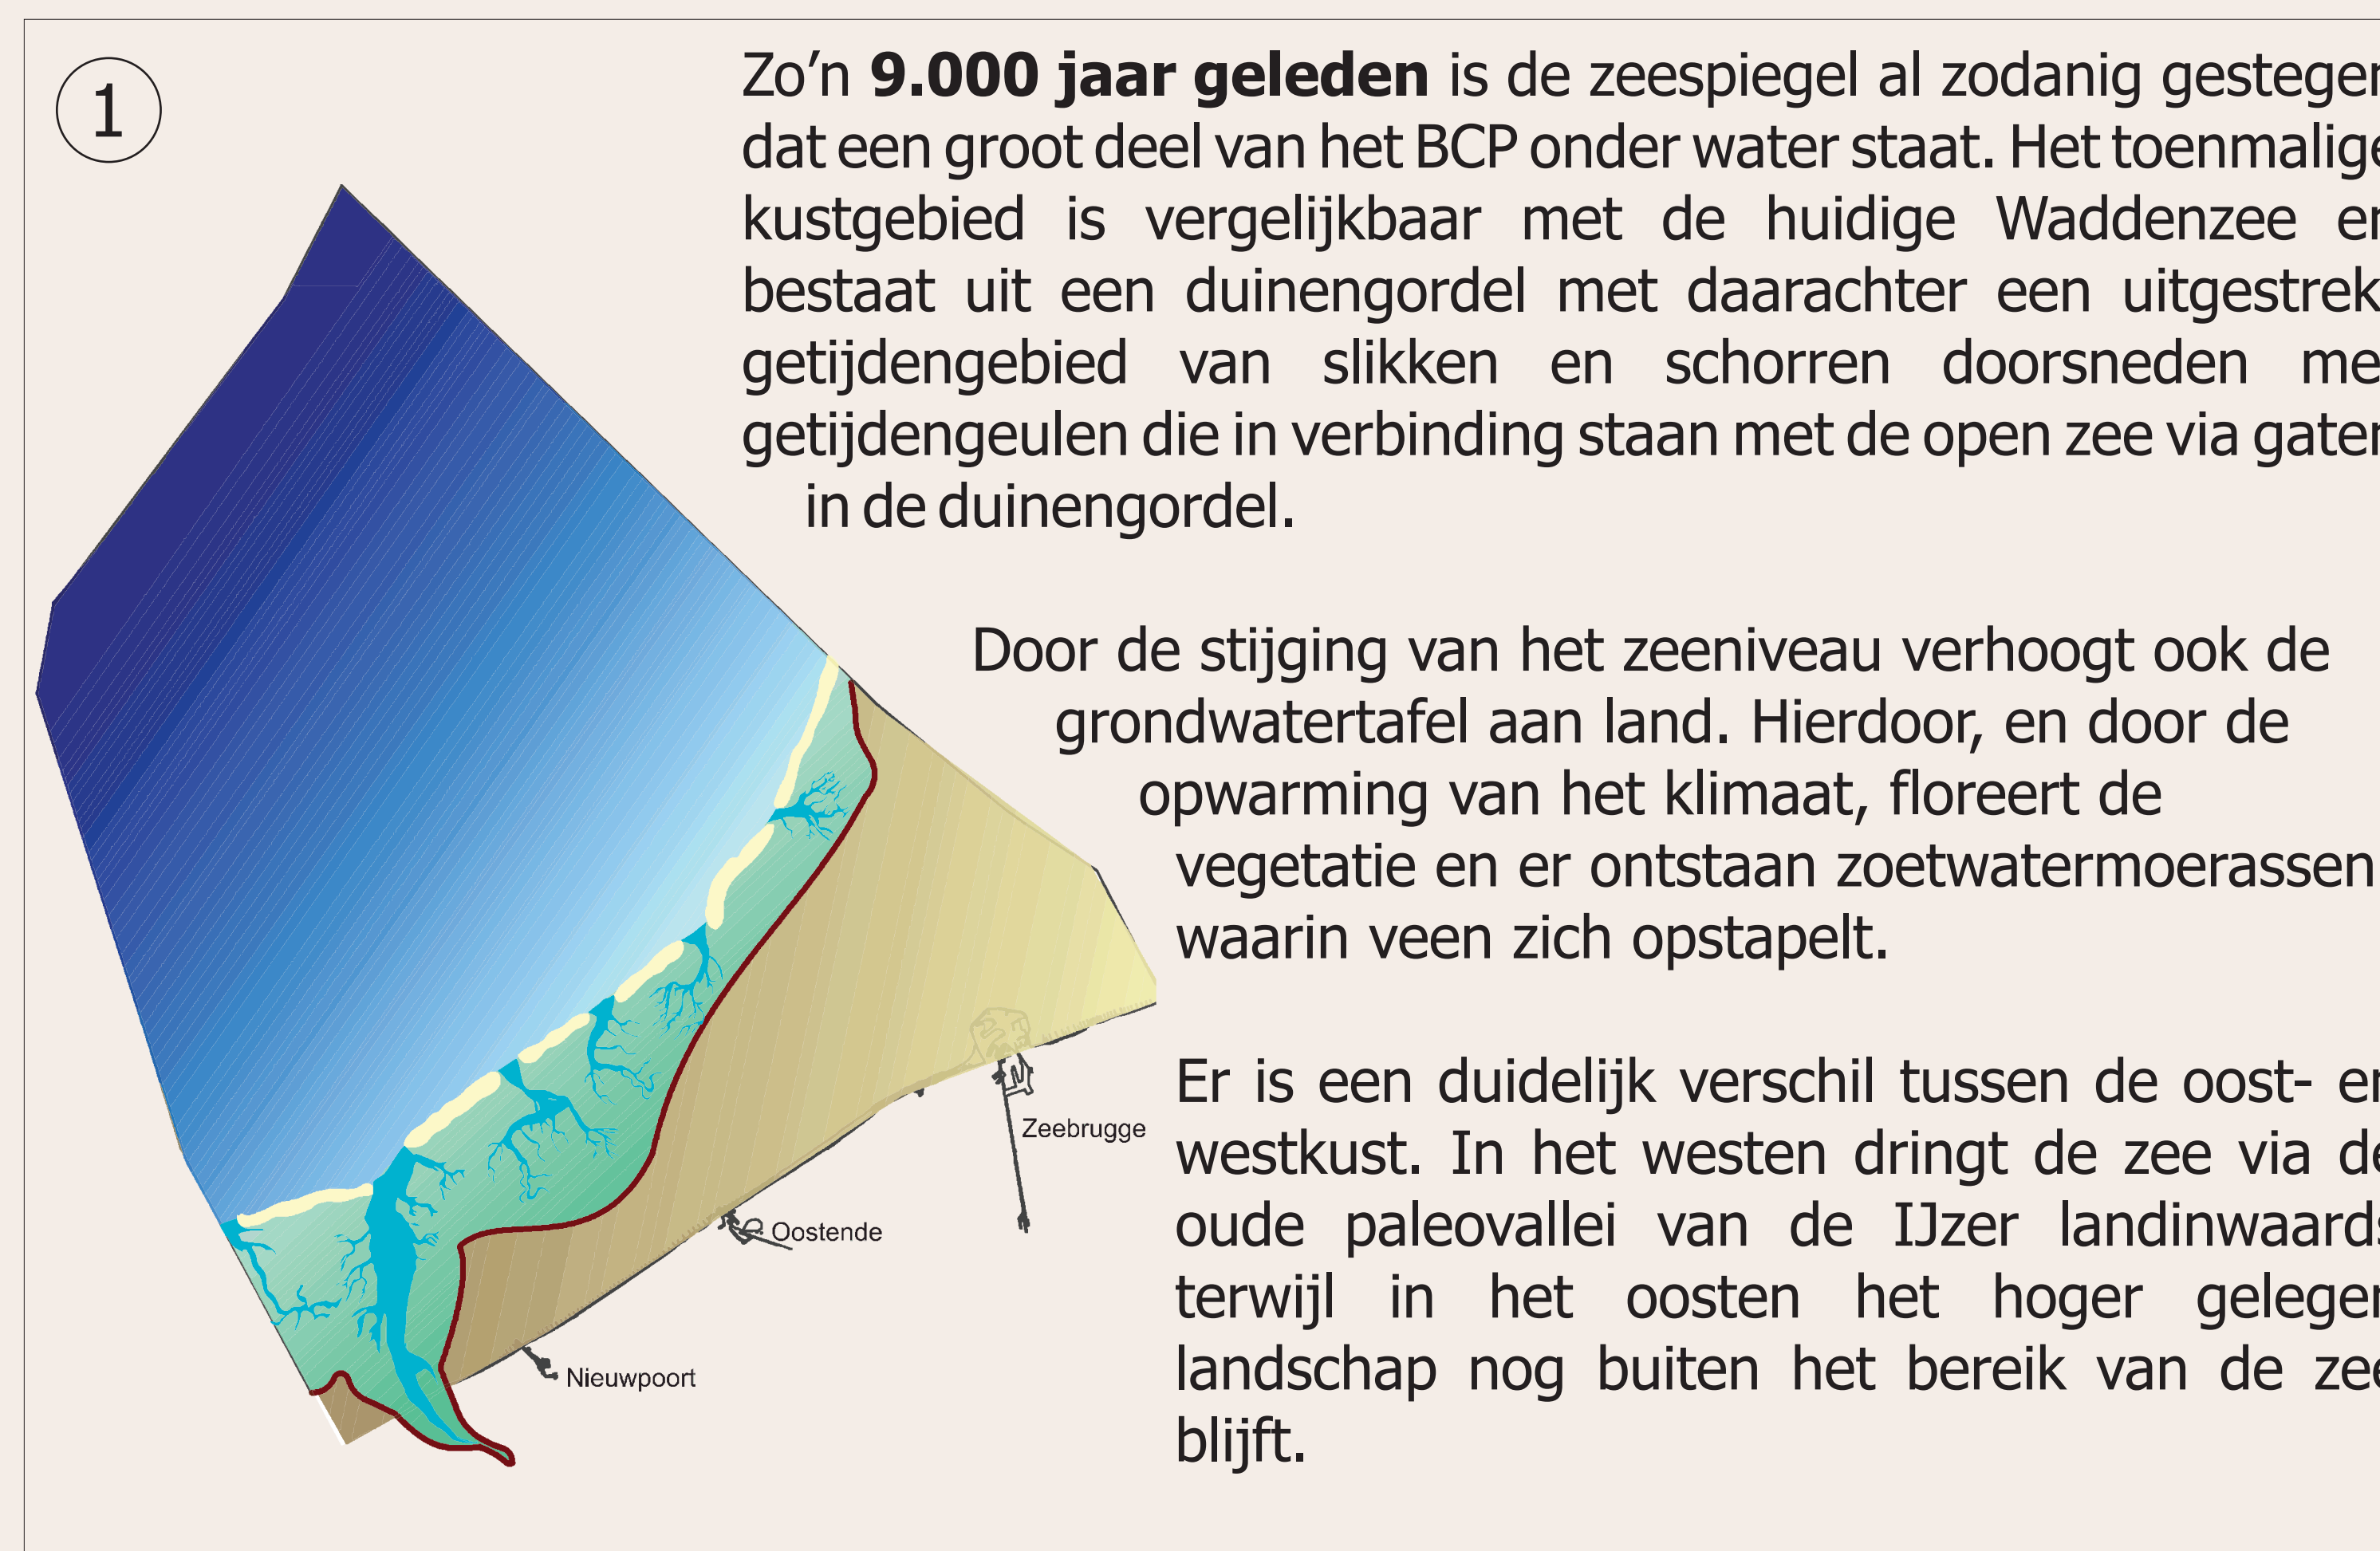 1
Zo'n 9.000 jaar geleden is de zeespiegel al zodanig gestegen
dat een groot deel van het BCP onder water staat. Het toenmalige
kustgebied is vergelijkbaar met de huidige Waddenzee en
bestaat uit een duinengordel met daarachter een uitgestrek
getijdengebied van slikken en schorren doorsneden me
getijdengeulen die in verbinding staan met de open zee via gaten
in de duinengordel.
Door de stijging van het zeeniveau verhoogt ook de
grondwatertafel aan land. Hierdoor, en door de
opwarming van het klimaat, floreert de
vegetatie en er ontstaan zoetwatermoerassen
waarin veen zich opstapelt.
Er is een duidelijk verschil tussen de oost- en
westkust. In het westen dringt de zee via de
oude paleovallei van de IJzer landinwaards
terwijl in het oosten het hoger gelegen
landschap nog buiten het bereik van de zee
blijft.
Zeebrugge
Oostende
Nieuwpoort